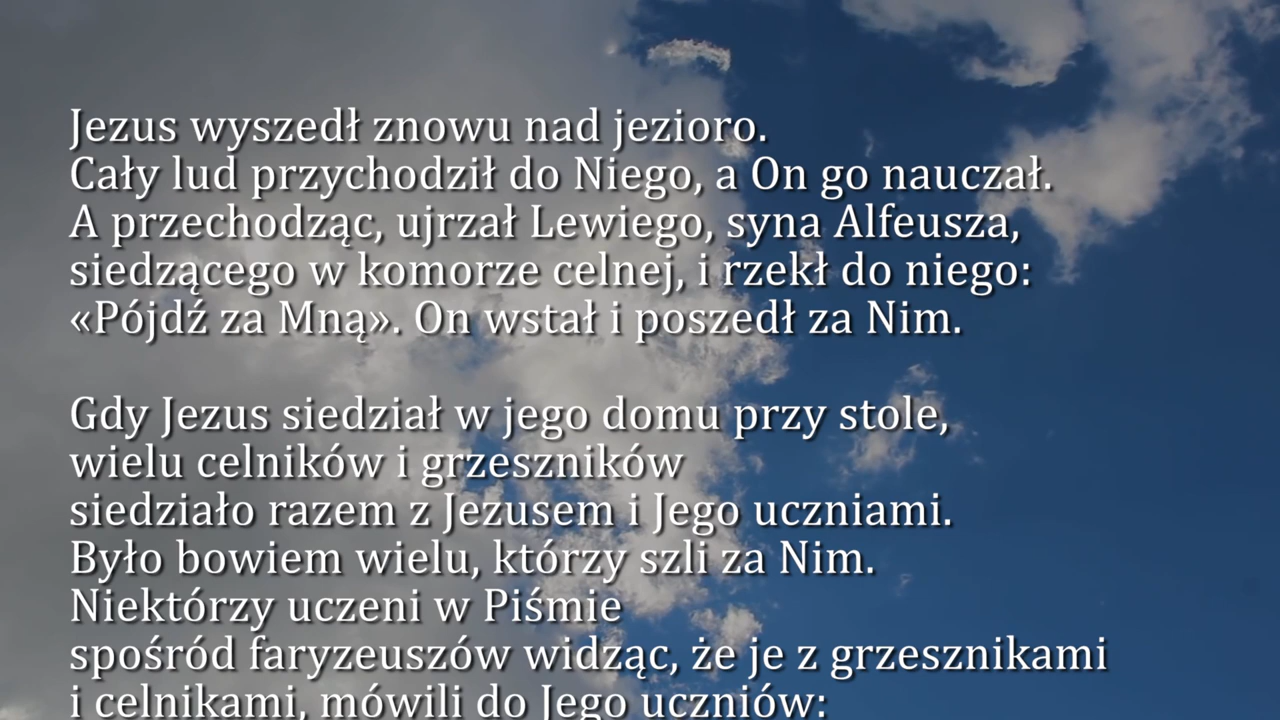 Jezus wyszedł znowu nad jezioro.
Cały lud przychodził do Niego, a On go nauczał.
A przechodząc, ujrzał Lewiego, syna Alfeusza,
siedzącego w komorze celnej, i rzekł do niego:
«Pójdź za Mną». On wstał i poszedł za Nim.
Gdy Jezus siedział w jego domu przy stole,
wielu celników i grzeszników
siedziało razem z Jezusem i Jego uczniami.
Było bowiem wielu, którzy szli za Nim.
Niektórzy uczeni w Piśmie
spośród faryzeuszów widząc, że je z grzesznikami
i celnikami, mówili do Jego uczniów: